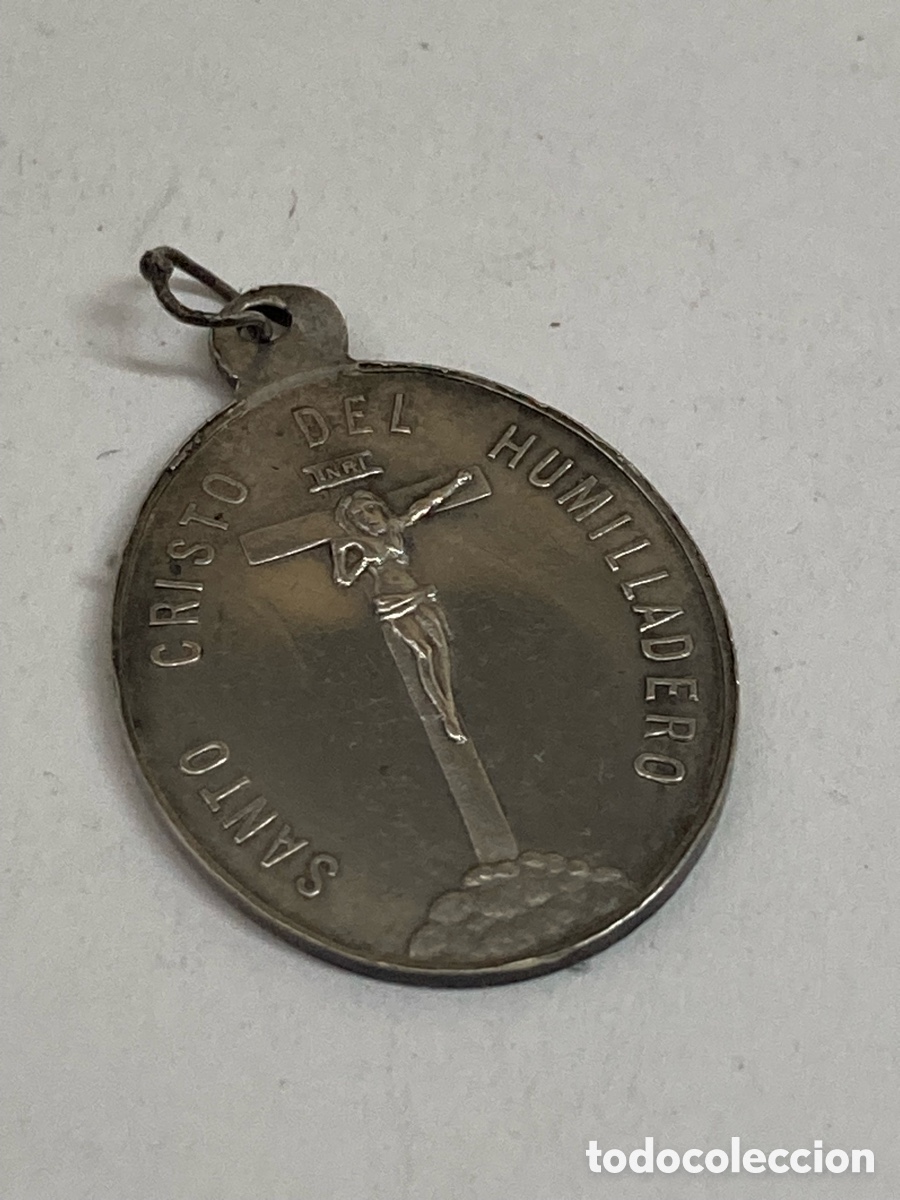 SANTO CRISTO DEL HUMILLADERO
INRI
todocoleccion